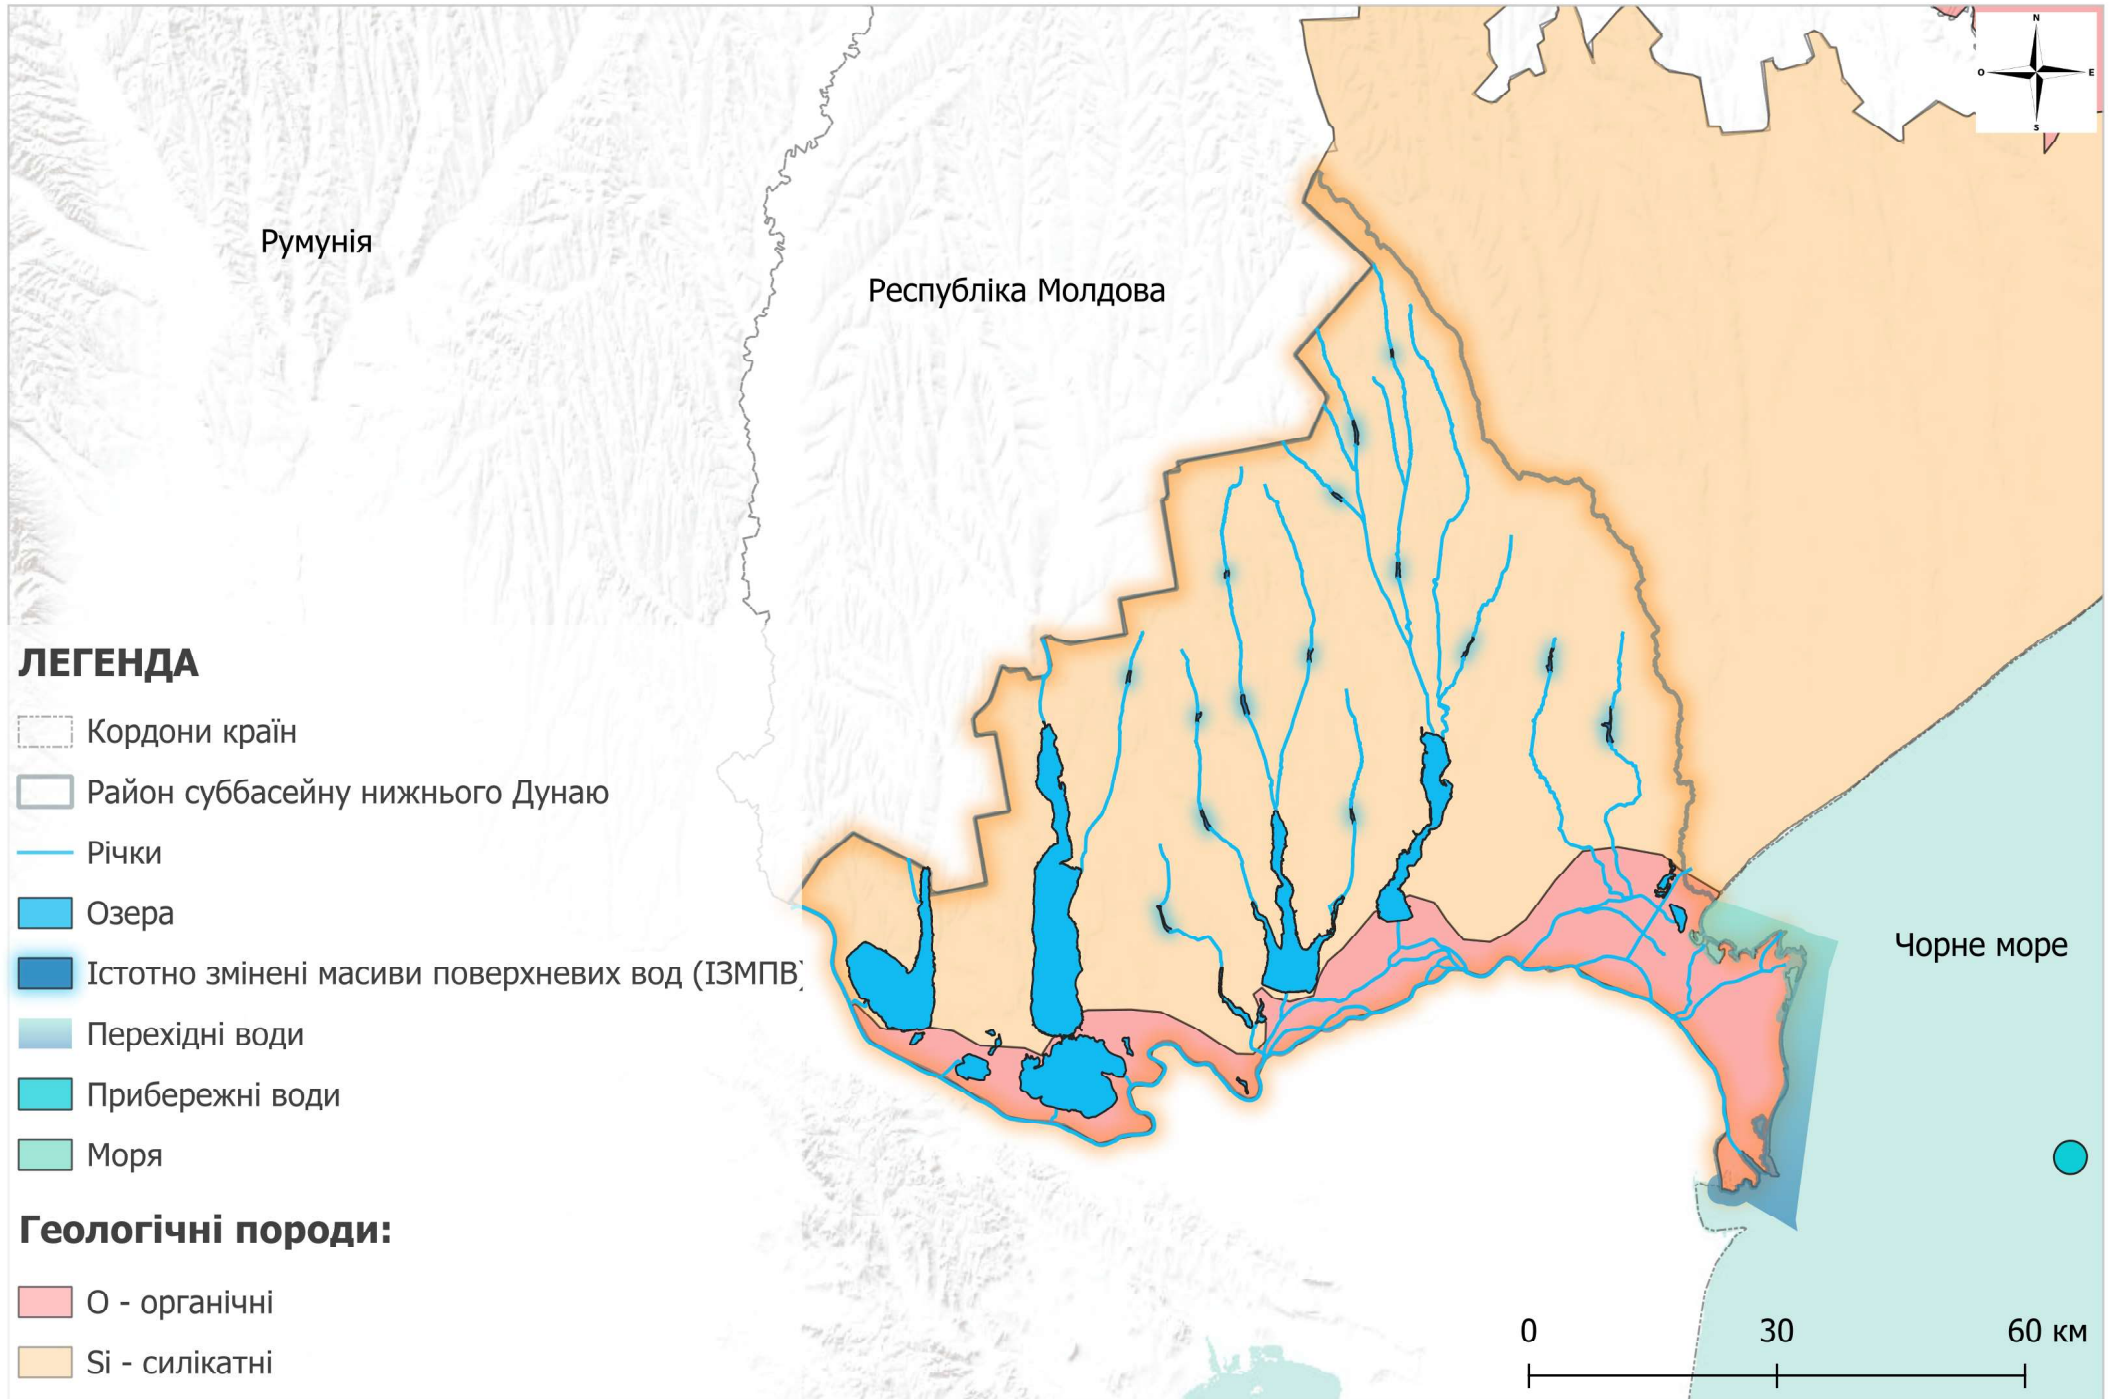 N
O
E
S
Румунія
Республіка Молдова
ЛЕГЕНДА
Кордони країн
Район суббасейну нижнього Дунаю
Річки
Озера
Істотно змінені масиви поверхневих вод (ІЗМПВ)
Перехідні води
Прибережні води
Моря
Чорне море
Геологічні породи:
О - органічні
Si - силікатні
0 30 60 км